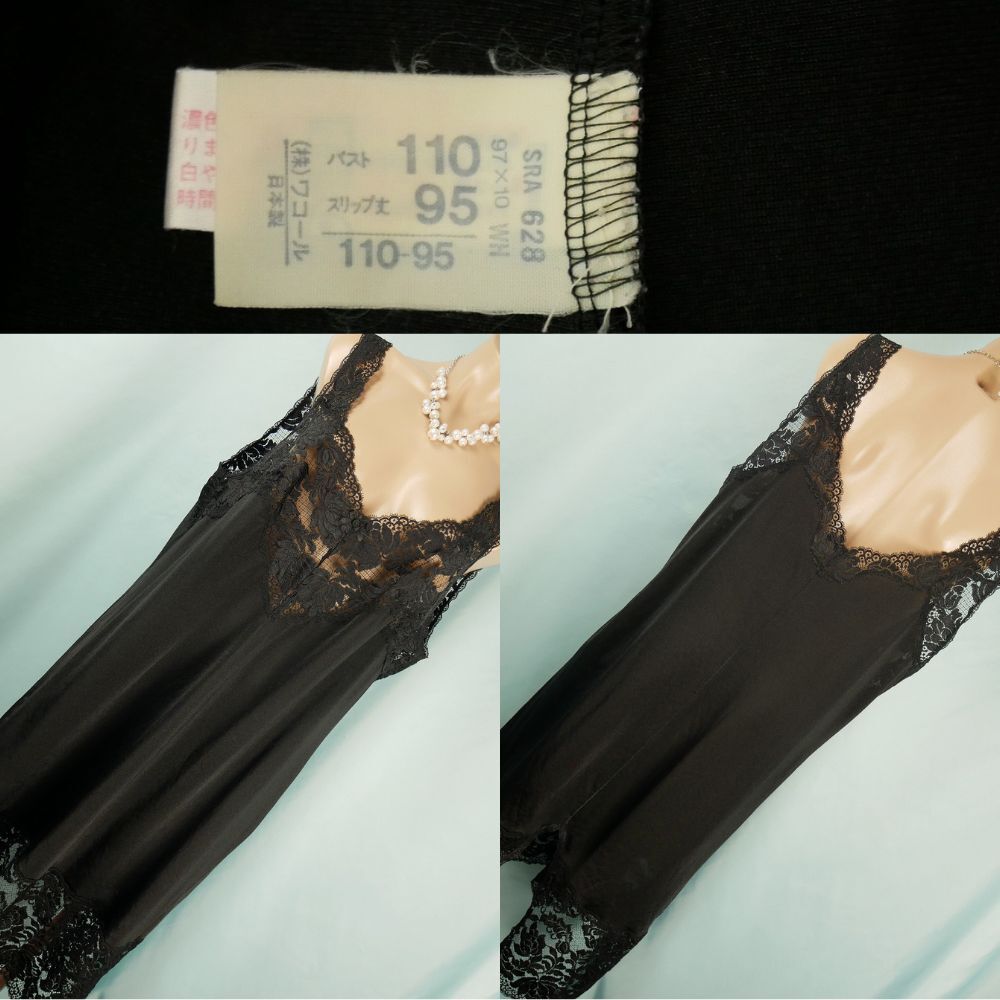 濃色
りま
白や
時間
バスト 110
スリップ丈 95
110-95
(株)ワコール
日本製
SRA 628
97×10 WH